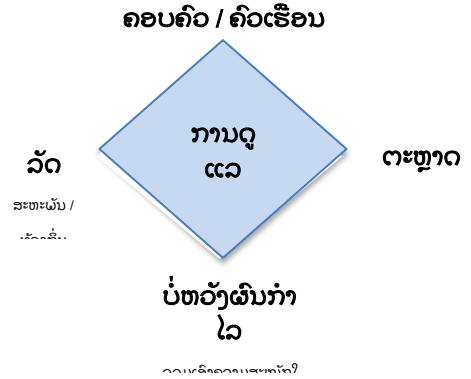 ຄອບຄົວ / ຄົວເຮືອນ
ການດູ
ແລ
ລັດ
ຕະຫຼາດ
ສະຫະພັນ /
ບໍ່ຫວັງຜົນກໍາ
ໄລ